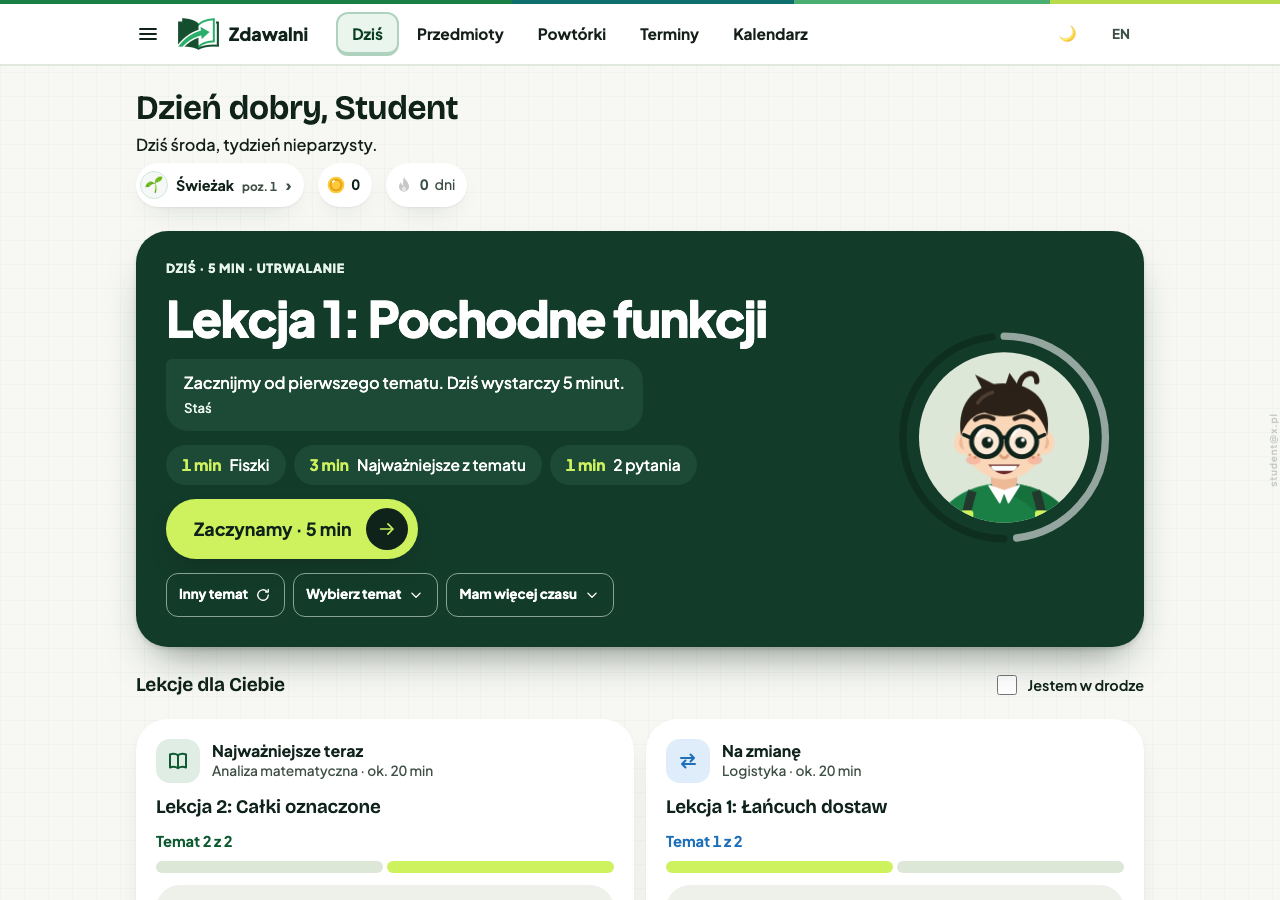 Zdawalni
Dziś
Przedmioty
Powtórki
Terminy
Kalendarz
EN
Dzień dobry, Student
Dziś środa, tydzień nieparzysty.
Świeżak poz. 1 ›
0
0 dni
DZIŚ · 5 MIN · UTRWALANIE
Lekcja 1: Pochodne funkcji
Zacznijmy od pierwszego tematu. Dziś wystarczy 5 minut.
Staś
1 min Fiszki
3 min Najważniejsze z tematu
1 min 2 pytania
Zaczynamy · 5 min
Inny temat
Wybierz temat
Mam więcej czasu
student@x.pl
Lekcje dla Ciebie
Jestem w drodze
Najważniejsze teraz
Analiza matematyczna · ok. 20 min
Lekcja 2: Całki oznaczone
Temat 2 z 2
Na zmianę
Logistyka · ok. 20 min
Lekcja 1: Łańcuch dostaw
Temat 1 z 2